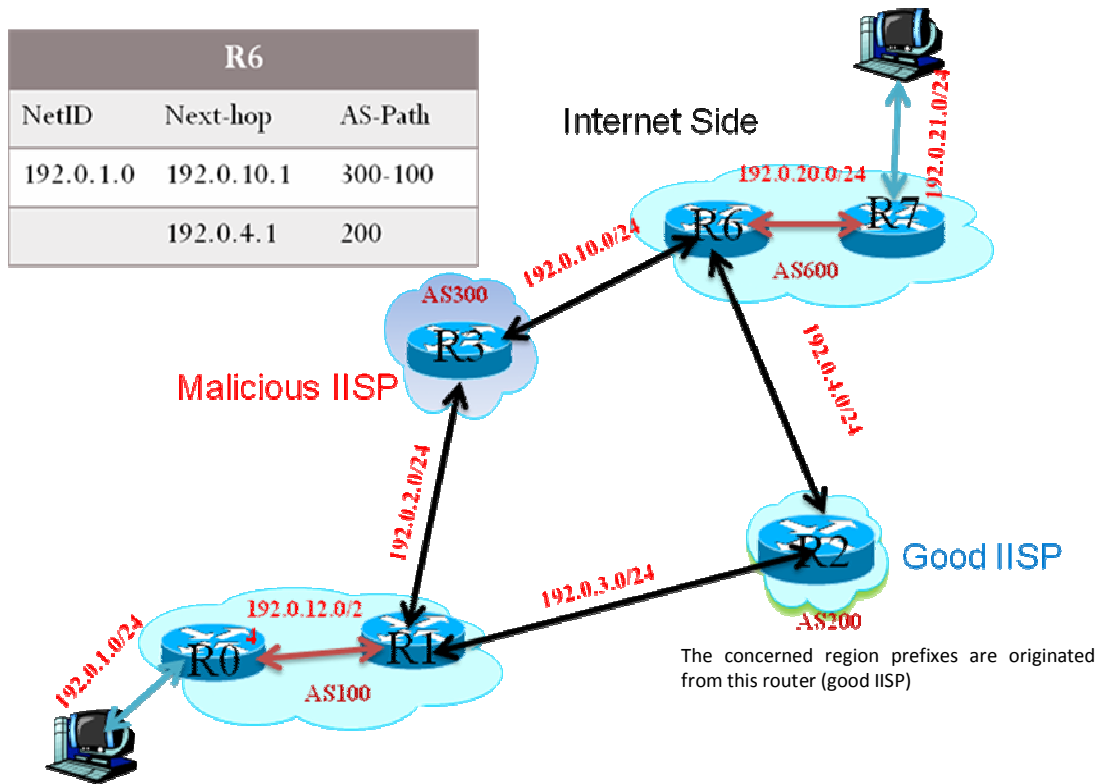 R6
NetID Next-hop AS-Path
192.0.1.0 192.0.10.1 300-100
192.0.4.1 200
Internet Side
192.0.21.0/24
192.0.20.0/24
R6
R7
AS600
192.0.10.0/24
AS300
R3
Malicious IISP
192.0.4.0/24
192.0.2.0/24
R2
Good IISP
AS200
192.0.3.0/24
192.0.12.0/2
4
R0
R1
AS100
192.0.1.0/24
The concerned region prefixes are originated
from this router (good IISP)